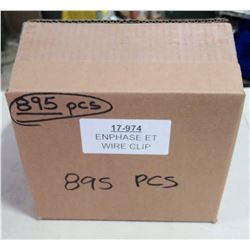 895 pcs
17-974
ENPHASE ET
WIRE CLIP
895 PCS